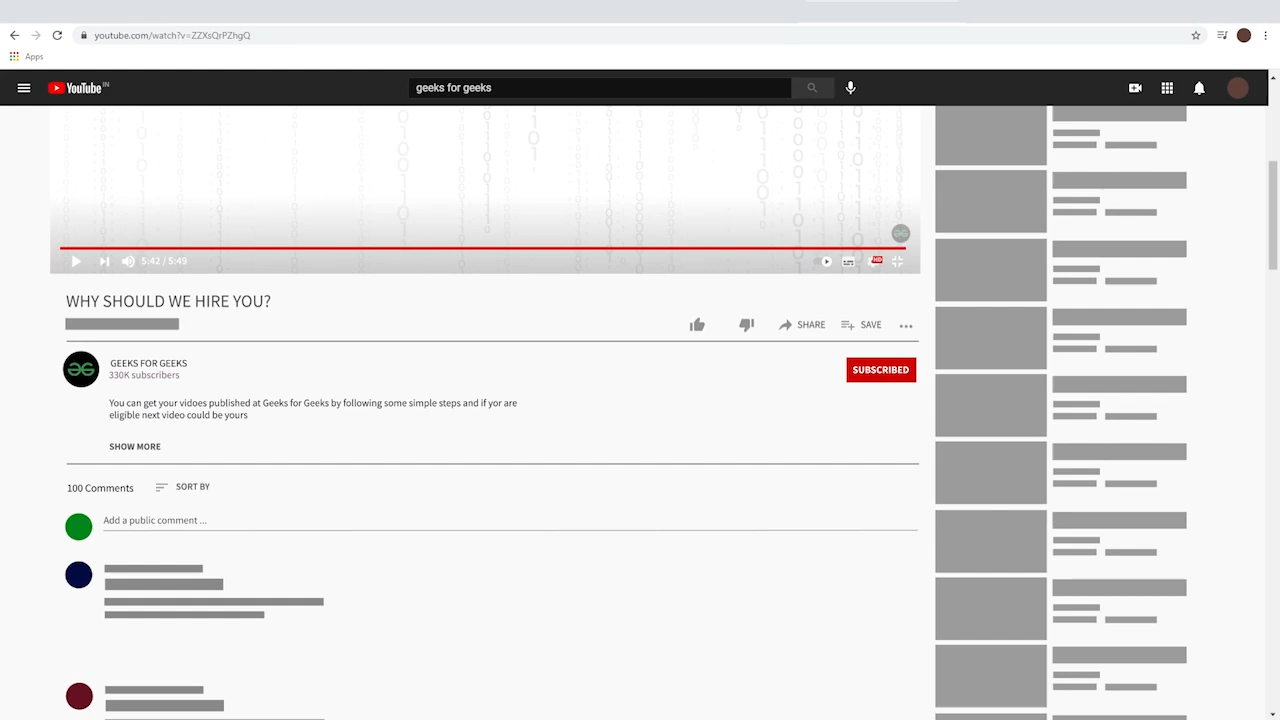 youtube.com/watch?v=ZZXsQrPZhgQ
Apps
YouTube IN
geeks for geeks
5:42 / 5:49
HD
WHY SHOULD WE HIRE YOU?
SHARE
SAVE
GEEKS FOR GEEKS
330K subscribers
SUBSCRIBED
You can get your vidoes published at Geeks for Geeks by following some simple steps and if yor are
eligible next video could be yours
SHOW MORE
100 Comments
SORT BY
Add a public comment ...